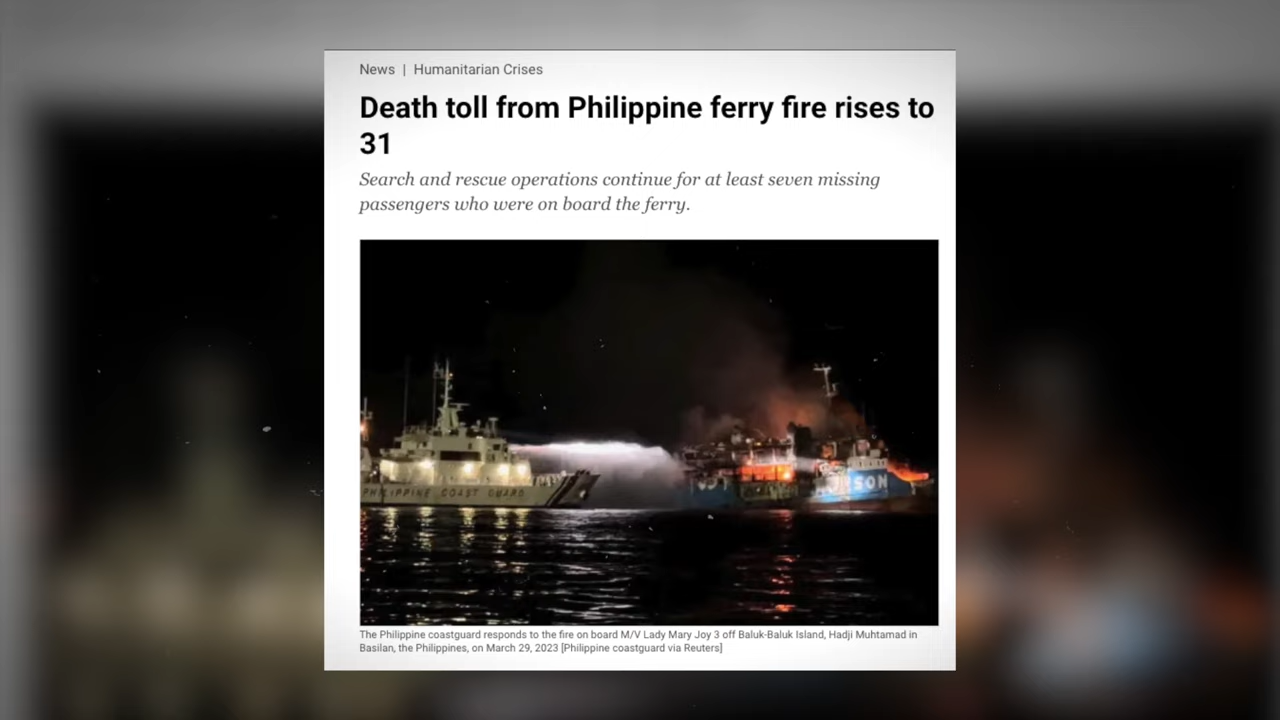 News | Humanitarian Crises
Death toll from Philippine ferry fire rises to
31
Search and rescue operations continue for at least seven missing
passengers who were on board the ferry.
PHILIPPINE COAST GUARD
SON
The Philippine coastguard responds to the fire on board M/V Lady Mary Joy 3 off Baluk-Baluk Island, Hadji Muhtamad in
Basilan, the Philippines, on March 29, 2023 [Philippine coastguard via Reuters]